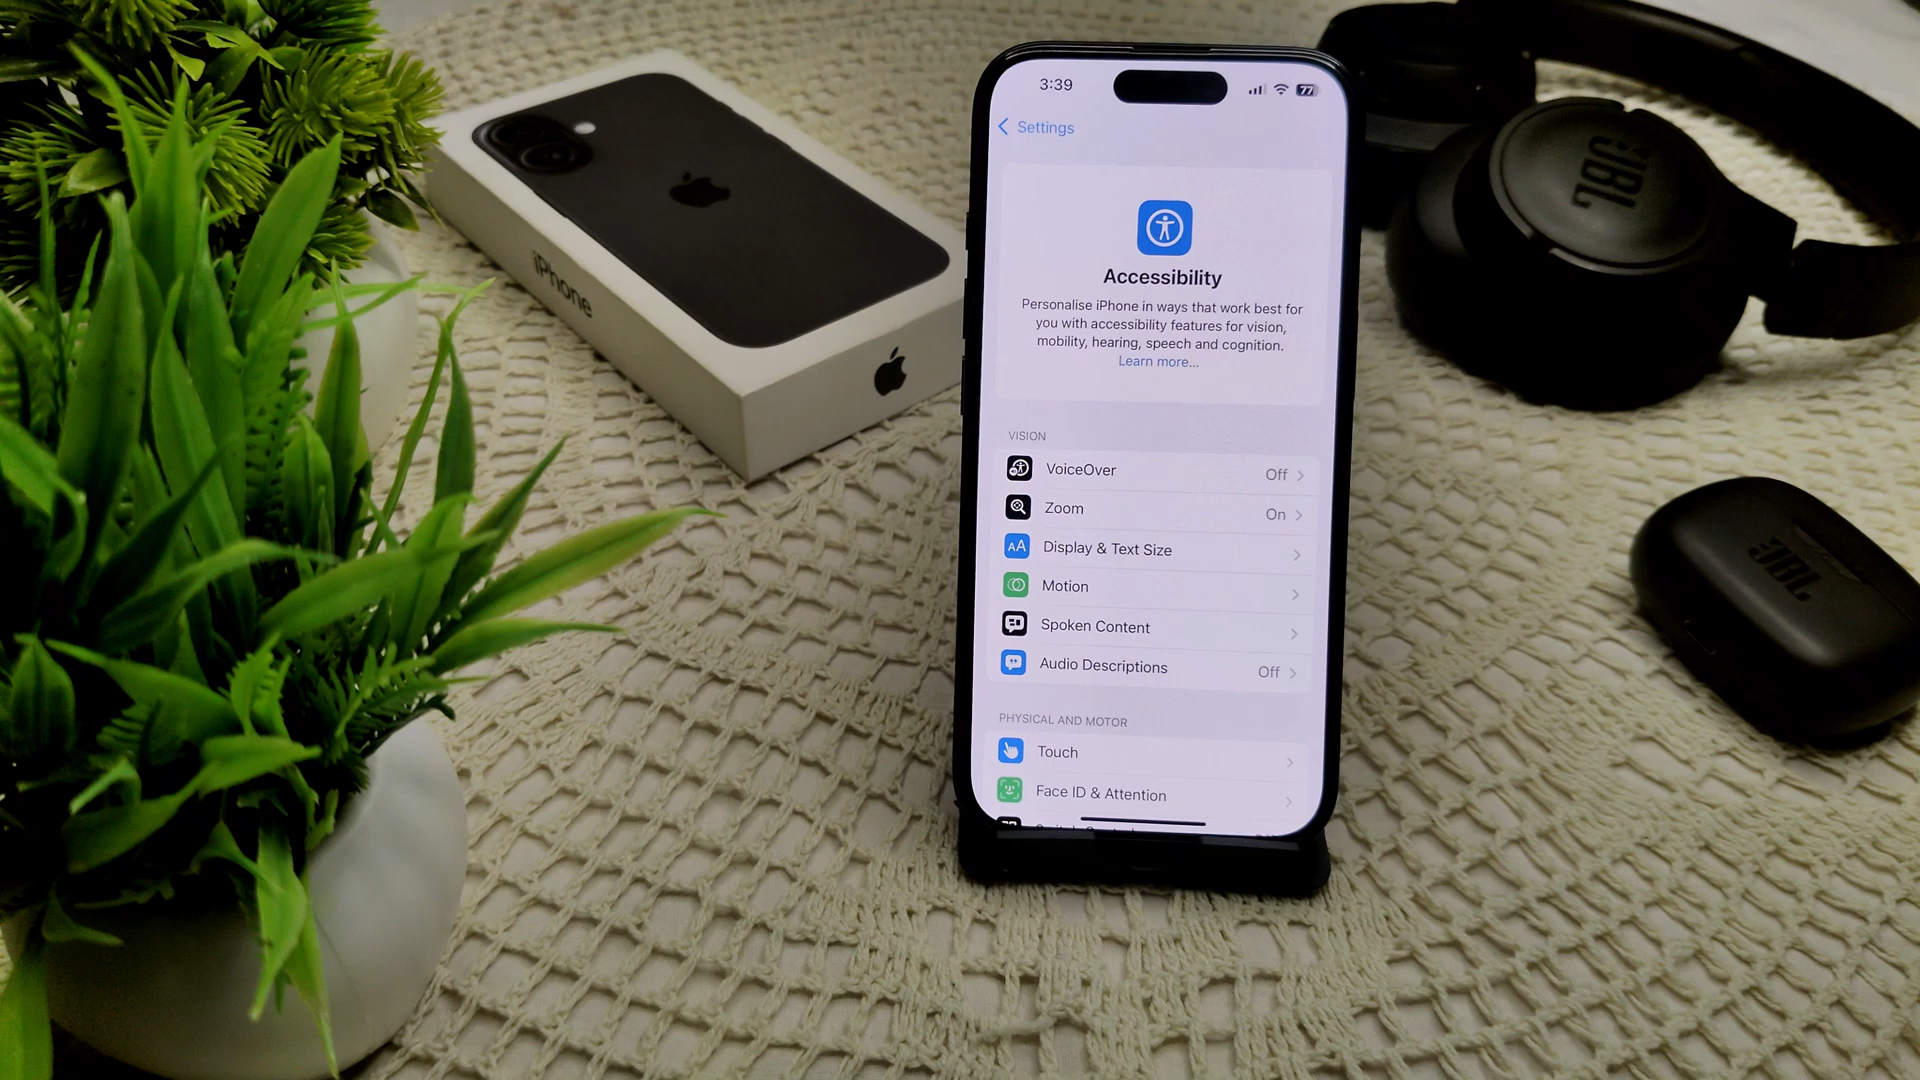 iPhone
3:39
77
Settings
Accessibility
Personalise iPhone in ways that work best for
you with accessibility features for vision,
mobility, hearing, speech and cognition.
Learn more...
VISION
VoiceOver Off
Zoom On
AA Display & Text Size
Motion
Spoken Content
Audio Descriptions Off
PHYSICAL AND MOTOR
Touch
Face ID & Attention
JBL
JBL